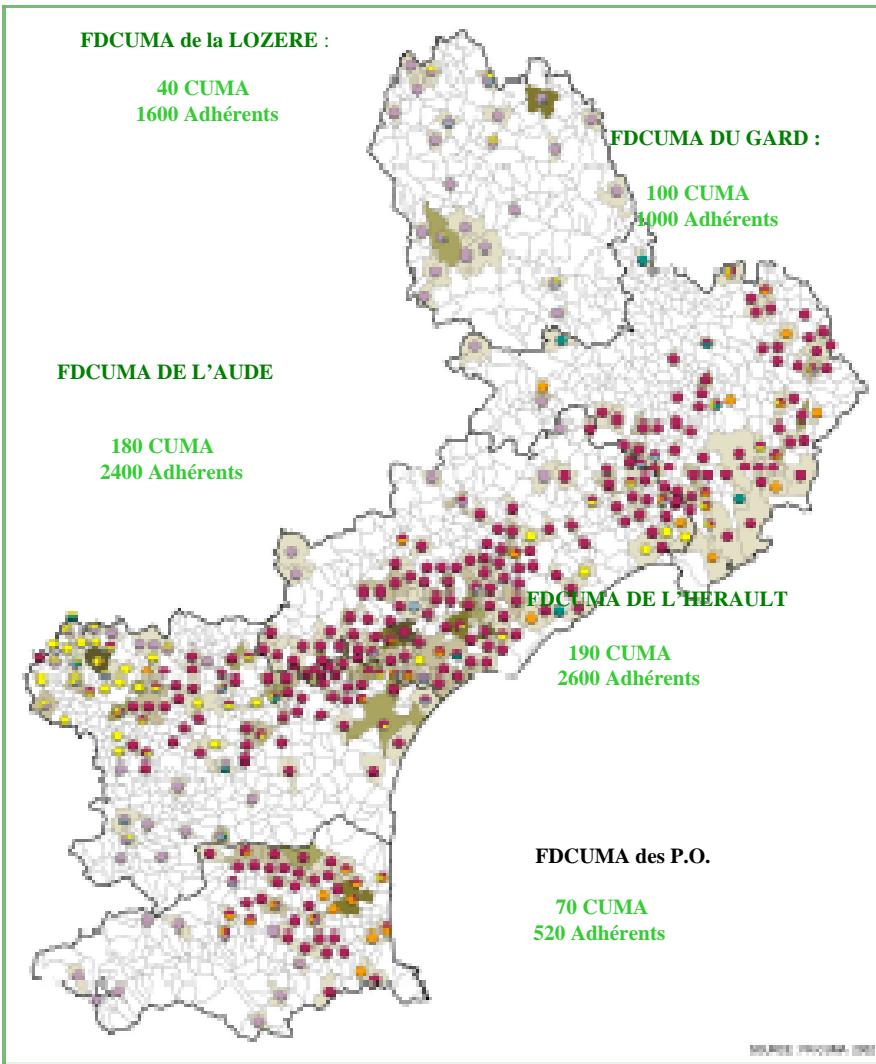 FDCUMA de la LOZERE :
40 CUMA
1600 Adhérents
FDCUMA DU GARD :
100 CUMA
1000 Adhérents
FDCUMA DE L'AUDE
180 CUMA
2400 Adhérents
FDCUMA DE L'HERAULT
190 CUMA
2600 Adhérents
FDCUMA des P.O.
70 CUMA
520 Adhérents
SOURCE